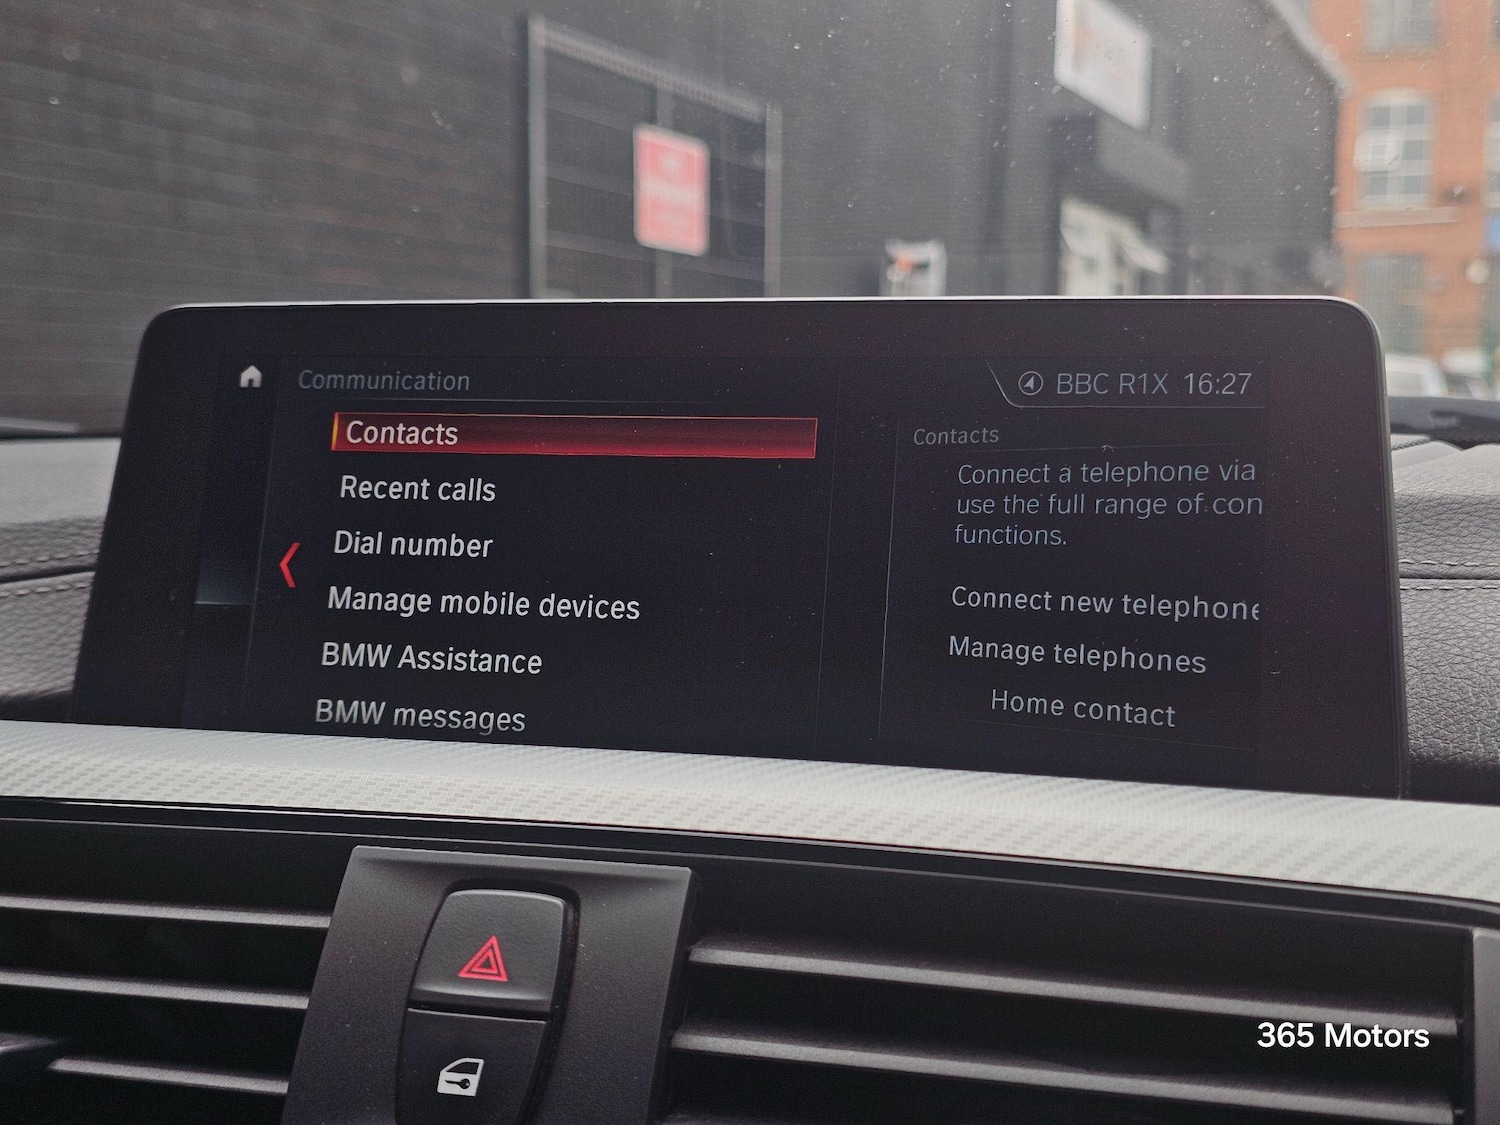 Communication
BBC R1X 16:27
Contacts
Recent calls
Dial number
Manage mobile devices
BMW Assistance
BMW messages
Contacts
Connect a telephone via
use the full range of con
functions.
Connect new telephone
Manage telephones
Home contact
365 Motors